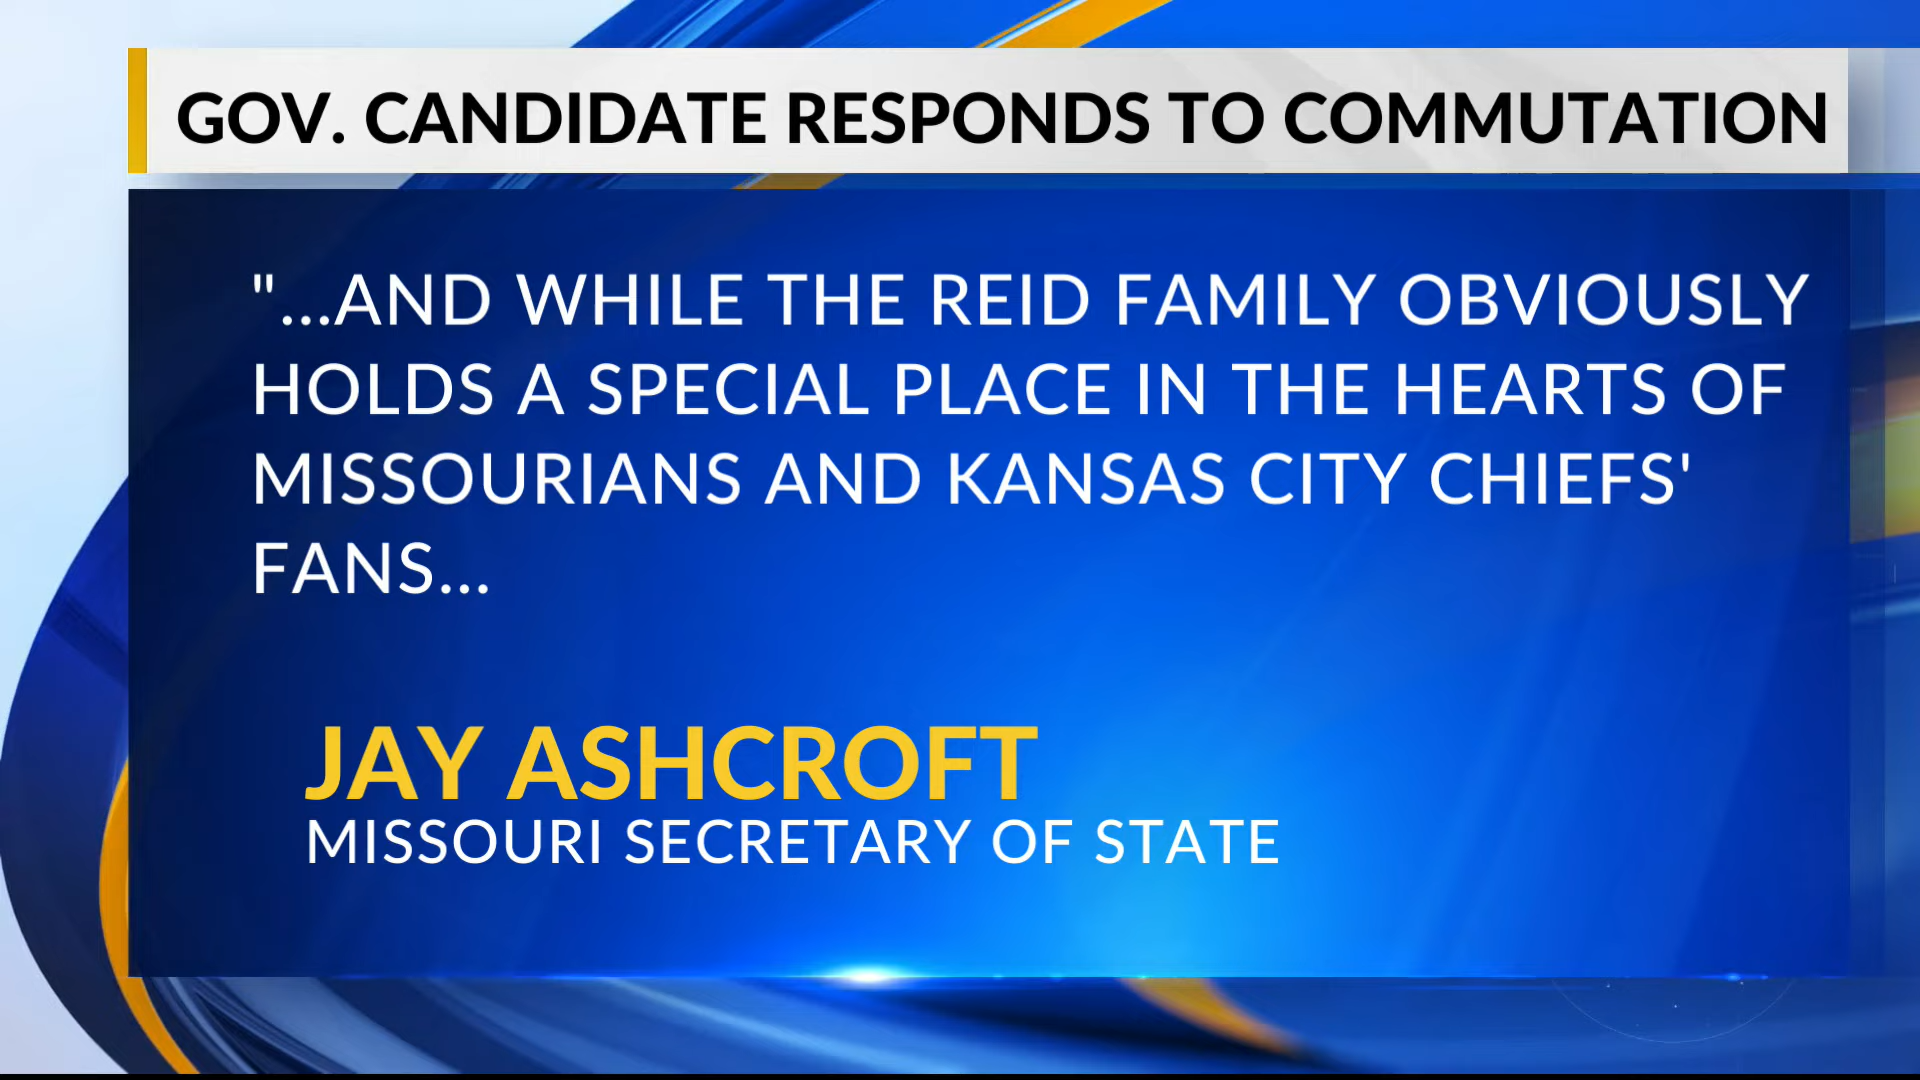 GOV. CANDIDATE RESPONDS TO COMMUTATION
"...AND WHILE THE REID FAMILY OBVIOUSLY
HOLDS A SPECIAL PLACE IN THE HEARTS OF
MISSOURIANS AND KANSAS CITY CHIEFS'
FANS...
JAY ASHCROFT
MISSOURI SECRETARY OF STATE